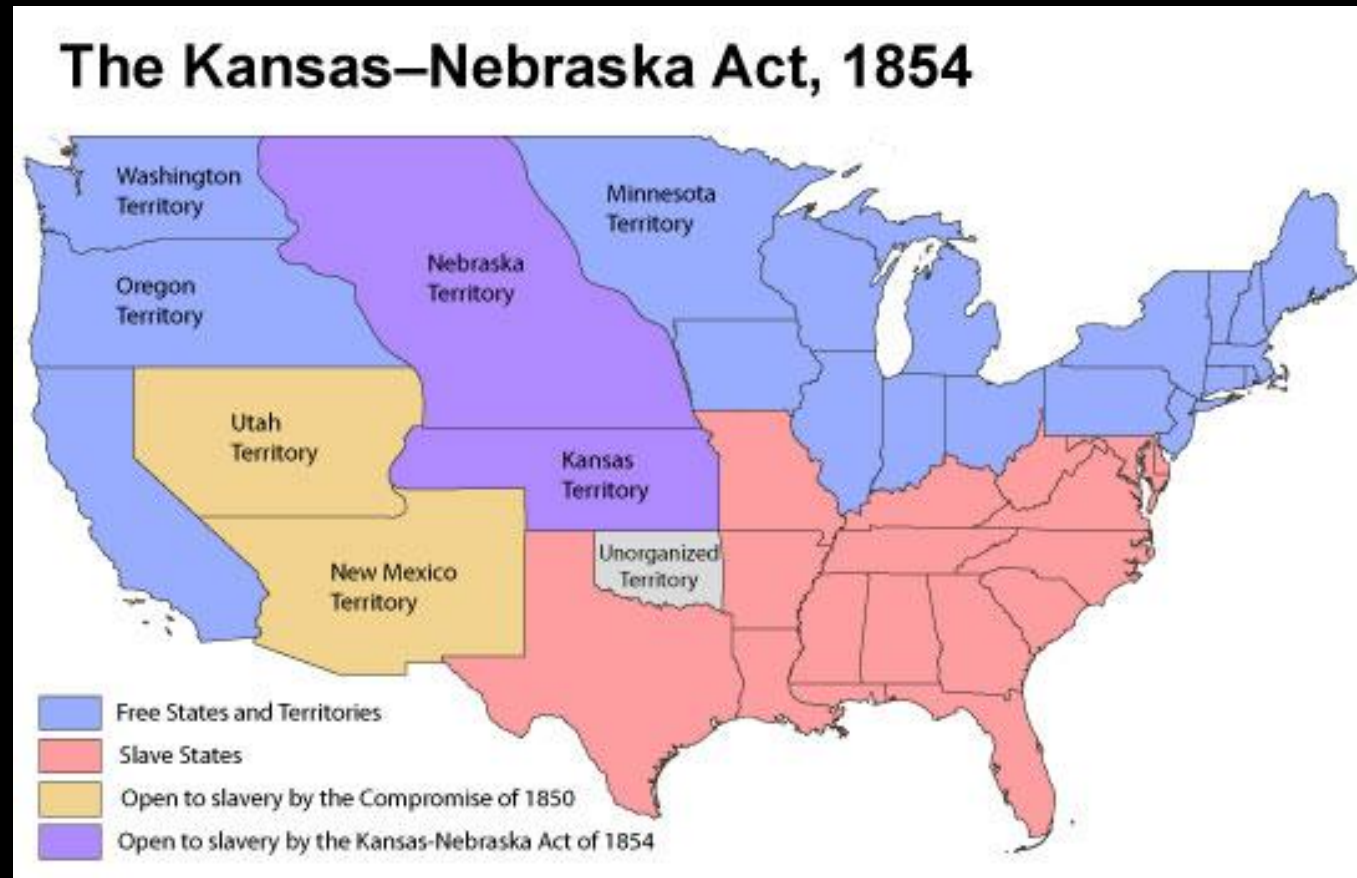 The Kansas–Nebraska Act, 1854
Washington
Territory
Oregon
Territory
Nebraska
Territory
Minnesota
Territory
Utah
Territory
Kansas
Territory
New Mexico
Territory
Unorganized
Territory
Free States and Territories
Slave States
Open to slavery by the Compromise of 1850
Open to slavery by the Kansas-Nebraska Act of 1854